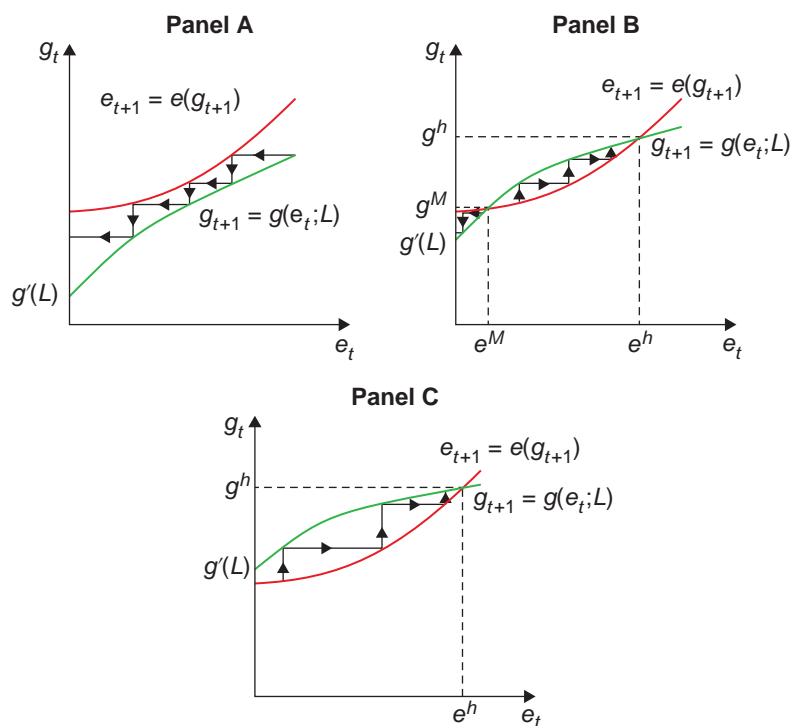 Panel A
g_t
e_{t+1} = e(g_{t+1})
g_{t+1} = g(e_t;L)
g′(L)
e_t
Panel B
g_t
e_{t+1} = e(g_{t+1})
g^h
g_{t+1} = g(e_t;L)
g^M
g′(L)
e^M
e^h
e_t
Panel C
g_t
e_{t+1} = e(g_{t+1})
g^h
g_{t+1} = g(e_t;L)
g′(L)
e^h
e_t